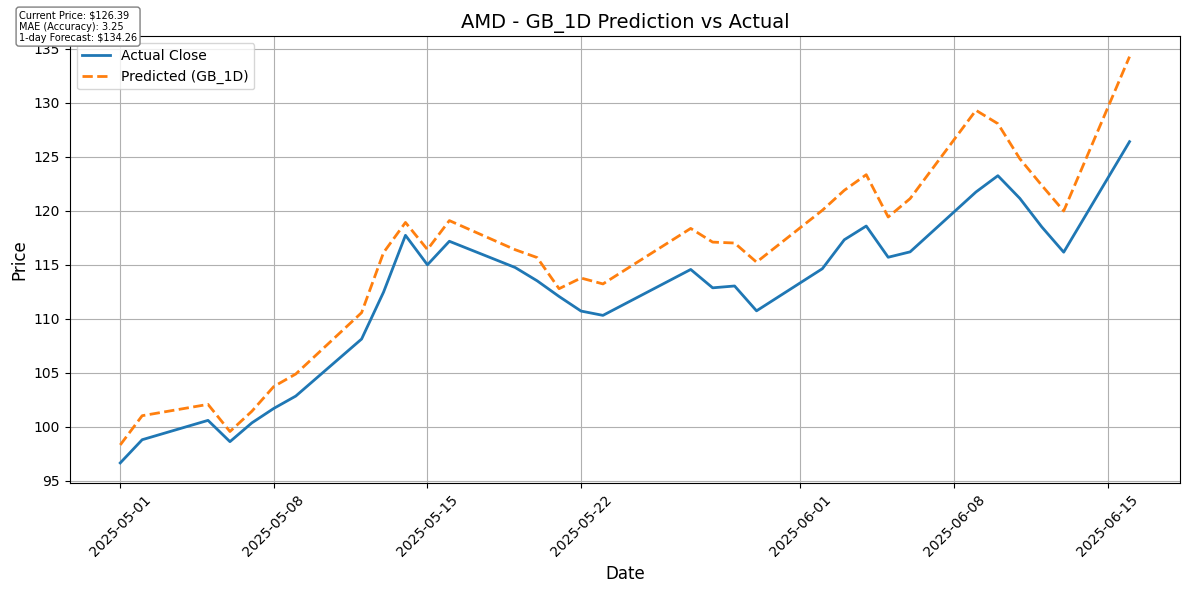 AMD - GB_1D Prediction vs Actual
Current Price: $126.39
MAE (Accuracy): 3.25
1-day Forecast: $134.26
Actual Close
Predicted (GB_1D)
Price
135
130
125
120
115
110
105
100
95
2025-05-01
2025-05-08
2025-05-15
2025-05-22
2025-06-01
2025-06-08
2025-06-15
Date